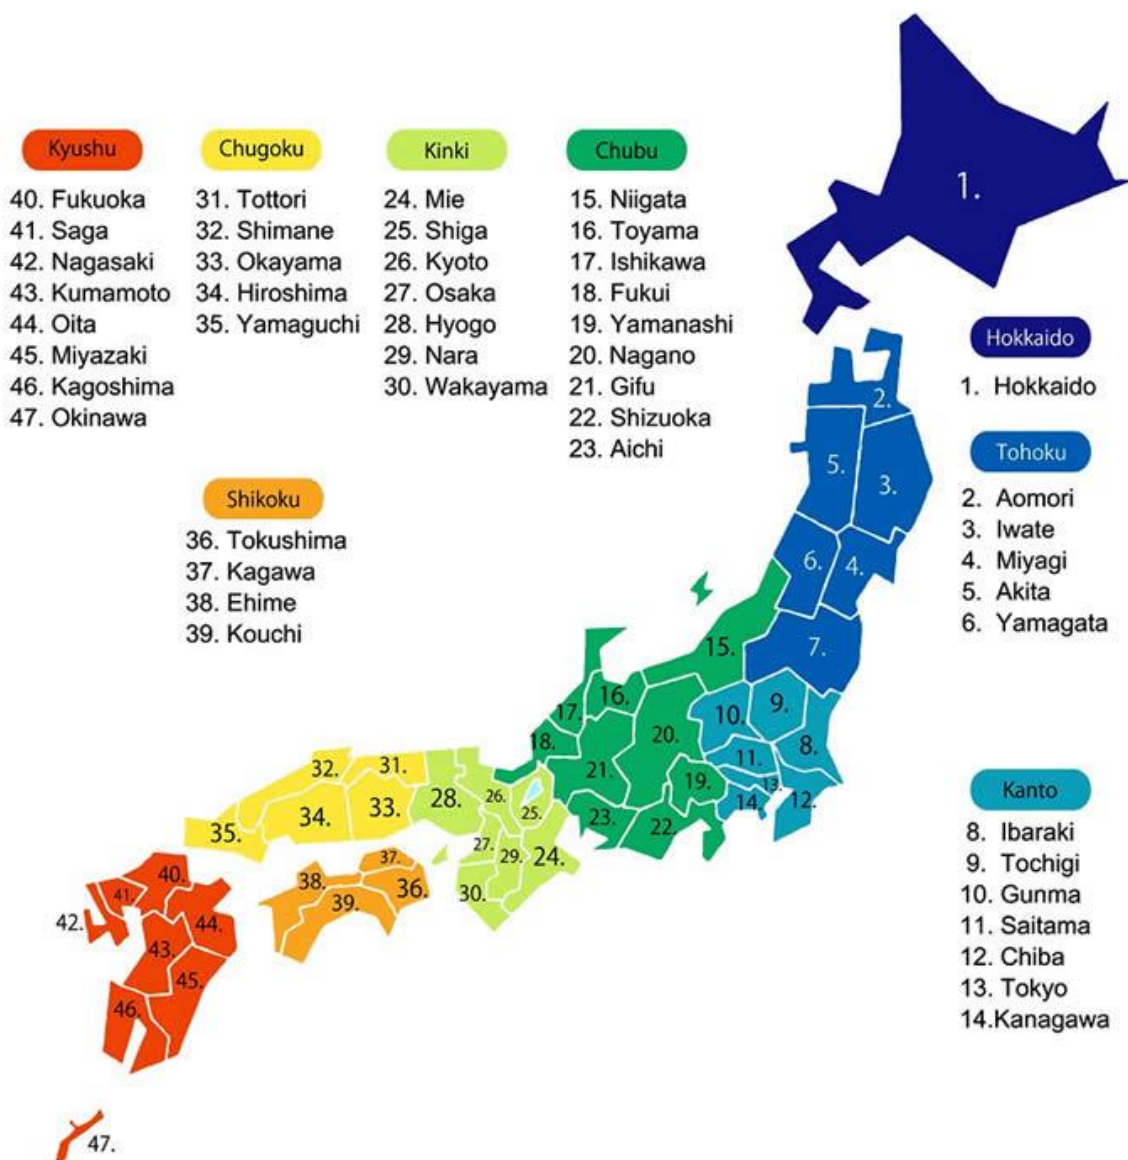 Kyushu
40. Fukuoka
41. Saga
42. Nagasaki
43. Kumamoto
44. Oita
45. Miyazaki
46. Kagoshima
47. Okinawa
Chugoku
31. Tottori
32. Shimane
33. Okayama
34. Hiroshima
35. Yamaguchi
Kinki
24. Mie
25. Shiga
26. Kyoto
27. Osaka
28. Hyogo
29. Nara
30. Wakayama
Chubu
15. Niigata
16. Toyama
17. Ishikawa
18. Fukui
19. Yamanashi
20. Nagano
21. Gifu
22. Shizuoka
23. Aichi
Shikoku
36. Tokushima
37. Kagawa
38. Ehime
39. Kouchi
Hokkaido
1. Hokkaido
Tohoku
2. Aomori
3. Iwate
4. Miyagi
5. Akita
6. Yamagata
Kanto
8. Ibaraki
9. Tochigi
10. Gunma
11. Saitama
12. Chiba
13. Tokyo
14.Kanagawa
1.
2.
5.
3.
6.
4.
7.
15.
16.
17.
10.
9.
8.
18.
20.
11.
21.
19.
13.
14.
12.
32.
31.
28.
26.
25.
23.
22.
35.
34.
33.
27.
29.
24.
30.
37.
38.
36.
39.
40.
41.
42.
44.
43.
45.
46.
47.